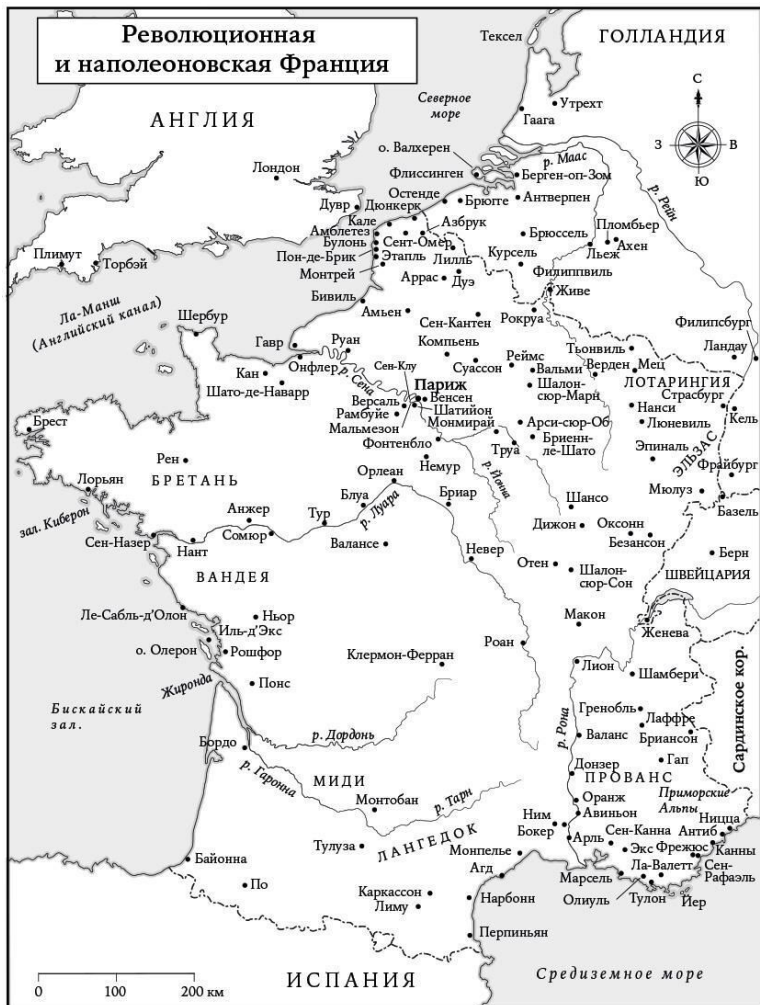 Революционная
и наполеоновская Франция
Тексел
ГОЛЛАНДИЯ
Северное
море
Утрехт
Гаага
АНГЛИЯ
С
З
В
Ю
о. Валхерен
р. Маас
Лондон
Флиссинген
Берген-оп-Зом
р. Рейн
Остенде
Брюгге
Антверпен
Дувр
Дюнкерк
Кале
Азбрук
Амблетез
Булонь
Сент-Омер
Брюссель
Пломбьер
Ахен
Льеж
Плимут
Торбэй
Пон-де-Брик
Этапль
Лилль
Курсель
Монтрей
Аррас
Дуэ
Филиппвиль
Живе
Ла-Манш
(Английский канал)
Бивиль
Амьен
Рокруа
Филипсбург
Шербур
Сен-Кантен
Гавр
Руан
Компьень
Тьонвиль
Ландау
Онфлер
р. Сена
Сен-Клу
Суассон
Реймс
Вальми
Верден
Мец
Кан
Шато-де-Наварр
Париж
ЛОТАРИНГИЯ
Версаль
Венсен
Шалон-
сюр-Марн
Страсбург
Рамбуйе
Шатийон
Нанси
Мальмезон
Монмирай
Арси-сюр-Об
Люневиль
Кель
Брест
Фонтенбло
Бриенн-
ле-Шато
Труа
Эпиналь
ЭЛЬЗАС
Рен
Немур
Фрайбург
БРЕТАНЬ
Орлеан
р. Йонна
Лорьян
Блуа
Бриар
Шансо
Мюлуз
Базель
зал. Киберон
Анжер
Тур
р. Луара
Дижон
Оксонн
Сен-Назер
Нант
Сомюр
Валансе
Невер
Безансон
Берн
Отен
Шалон-
сюр-Сон
ШВЕЙЦАРИЯ
ВАНДЕЯ
Ле-Сабль-д'Олон
Ньор
Макон
Иль-д'Экс
Женева
о. Олерон
Рошфор
Клермон-Ферран
Роан
Лион
Шамбери
Жиронда
Понс
Бискайский
зал.
Гренобль
Лаффре
р. Дордонь
р. Рона
Валанс
Бриансон
Сардинское кор.
Бордо
Гап
р. Гаронна
Донзер
МИДИ
ПРОВАНС
Приморские
Альпы
Монтобан
р. Тарн
Оранж
Авиньон
Ницца
Ним
Бокер
Сен-Канна
Антиб
Тулуза
ЛАНГЕДОК
Арль
Экс
Фрежюс
Канны
Байонна
Монпелье
Ла-Валетт
Сен-
Рафаэль
Агд
Марсель
По
Каркассон
Олиуль
Тулон
Йер
Лиму
Нарбонн
Перпиньян
0
100
200 км
ИСПАНИЯ
Средиземное море